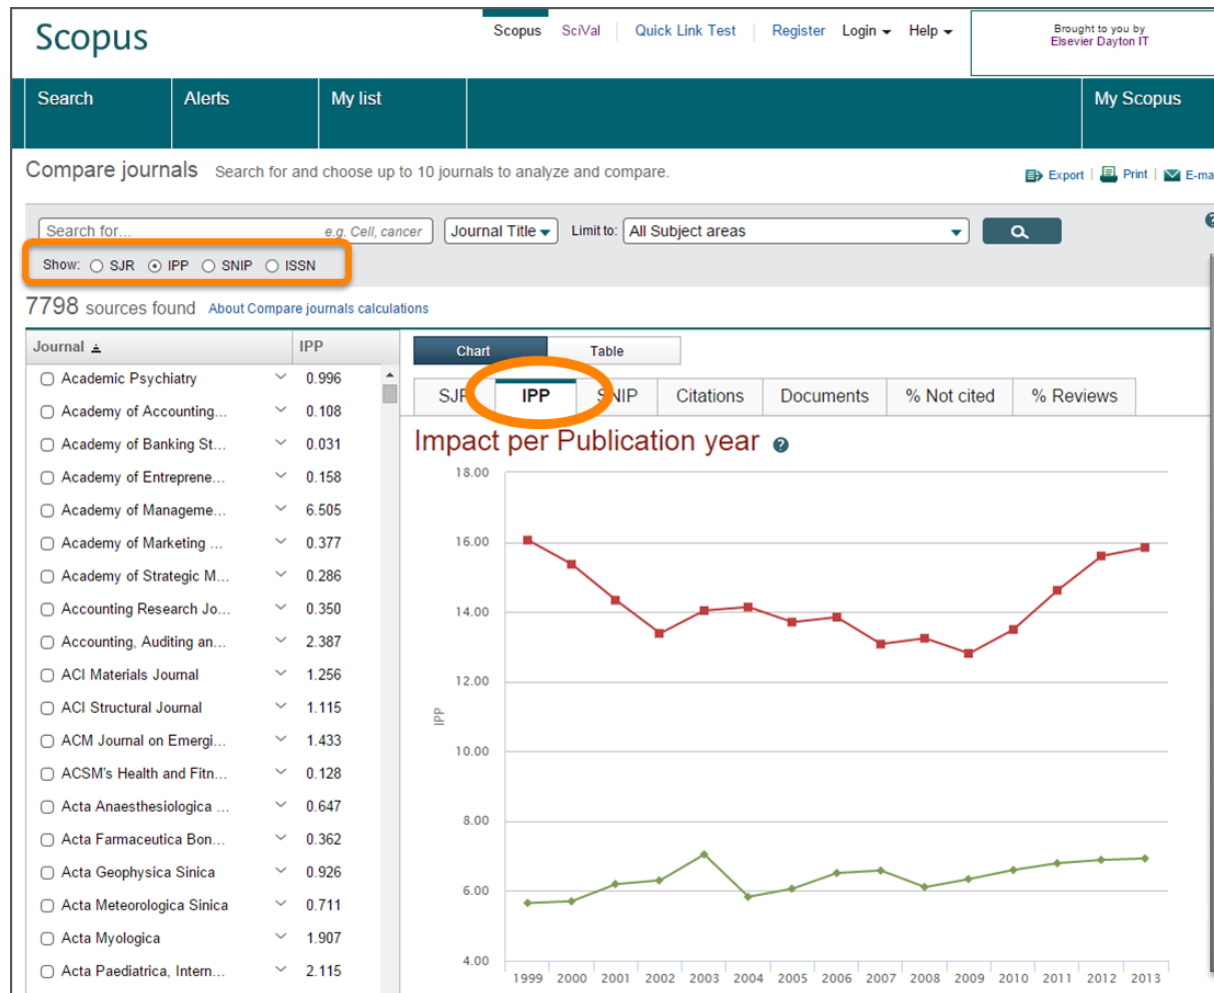 Scopus
Scopus SciVal Quick Link Test Register Login Help
Brought to you by
Elsevier Dayton IT
Search Alerts My list My Scopus
Compare journals Search for and choose up to 10 journals to analyze and compare.
Export Print E-ma
Search for... e.g. Cell, cancer Journal Title Limit to: All Subject areas
Show: SJR IPP SNIP ISSN
7798 sources found About Compare journals calculations
Journal IPP
Chart Table
SJR IPP SNIP Citations Documents % Not cited % Reviews
Impact per Publication year ?
Academic Psychiatry 0.996
Academy of Accounting... 0.108
Academy of Banking St... 0.031
Academy of Entreprene... 0.158
Academy of Manageme... 6.505
Academy of Marketing ... 0.377
Academy of Strategic M... 0.286
Accounting Research Jo... 0.350
Accounting, Auditing an... 2.387
ACI Materials Journal 1.256
ACI Structural Journal 1.115
ACM Journal on Emergi... 1.433
ACSM's Health and Fitn... 0.128
Acta Anaesthesiologica ... 0.647
Acta Farmaceutica Bon... 0.362
Acta Geophysica Sinica 0.926
Acta Meteorologica Sinica 0.711
Acta Myologica 1.907
Acta Paediatrica, Intern... 2.115
18.00
16.00
14.00
12.00
IPP
10.00
8.00
6.00
4.00
1999 2000 2001 2002 2003 2004 2005 2006 2007 2008 2009 2010 2011 2012 2013